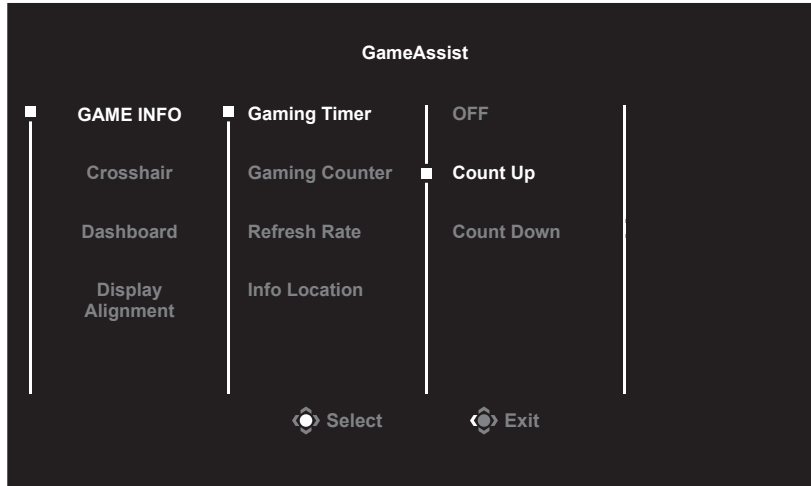 GameAssist
GAME INFO
Gaming Timer
OFF
Crosshair
Gaming Counter
Count Up
Dashboard
Refresh Rate
Count Down
Display
Alignment
Info Location
Select
Exit